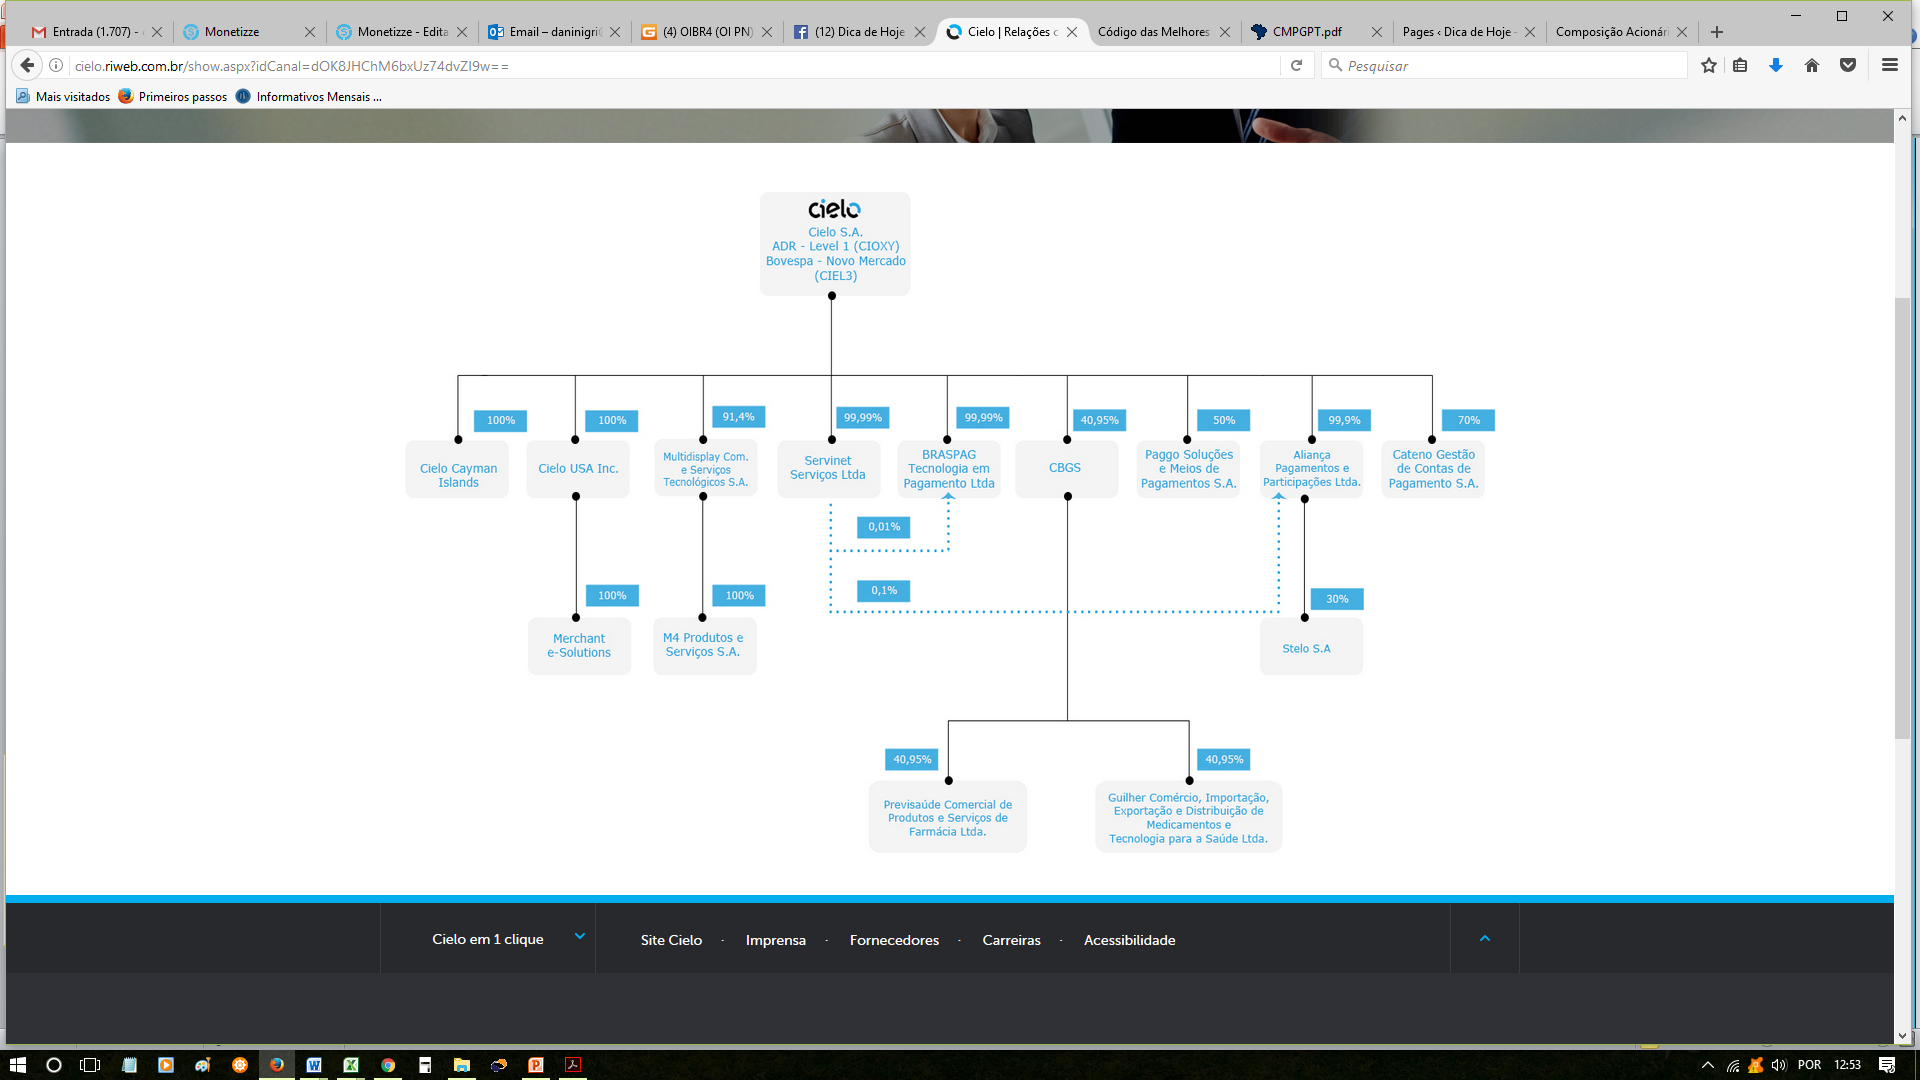 Entrada (1.707) -
Monetizze
Monetizze - Edita
Email – daninigri
(4) OIBR4 (OI PN)
(12) Dica de Hoje
Cielo | Relações c
Código das Melhores
CMPGPT.pdf
Pages ‹ Dica de Hoje -
Composição Acionári
cielo.riweb.com.br/show.aspx?idCanal=dOK8JHChM6bxUz74dvZI9w==
Pesquisar
Mais visitados
Primeiros passos
Informativos Mensais ...
cielo
Cielo S.A.
ADR - Level 1 (CIOXY)
Bovespa - Novo Mercado
(CIEL3)
100%
100%
91,4%
99,99%
99,99%
40,95%
50%
99,9%
70%
Cielo Cayman
Islands
Cielo USA Inc.
Multidisplay Com.
e Serviços
Tecnológicos S.A.
Servinet
Serviços Ltda
BRASPAG
Tecnologia em
Pagamento Ltda
CBGS
Paggo Soluções
e Meios de
Pagamentos S.A.
Aliança
Pagamentos e
Participações Ltda.
Cateno Gestão
de Contas de
Pagamento S.A.
0,01%
0,1%
100%
100%
30%
Merchant
e-Solutions
M4 Produtos e
Serviços S.A.
Stelo S.A
40,95%
40,95%
Previsaúde Comercial de
Produtos e Serviços de
Farmácia Ltda.
Guilher Comércio, Importação,
Exportação e Distribuição de
Medicamentos e
Tecnologia para a Saúde Ltda.
Cielo em 1 clique
Site Cielo · Imprensa · Fornecedores · Carreiras · Acessibilidade
POR 12:53